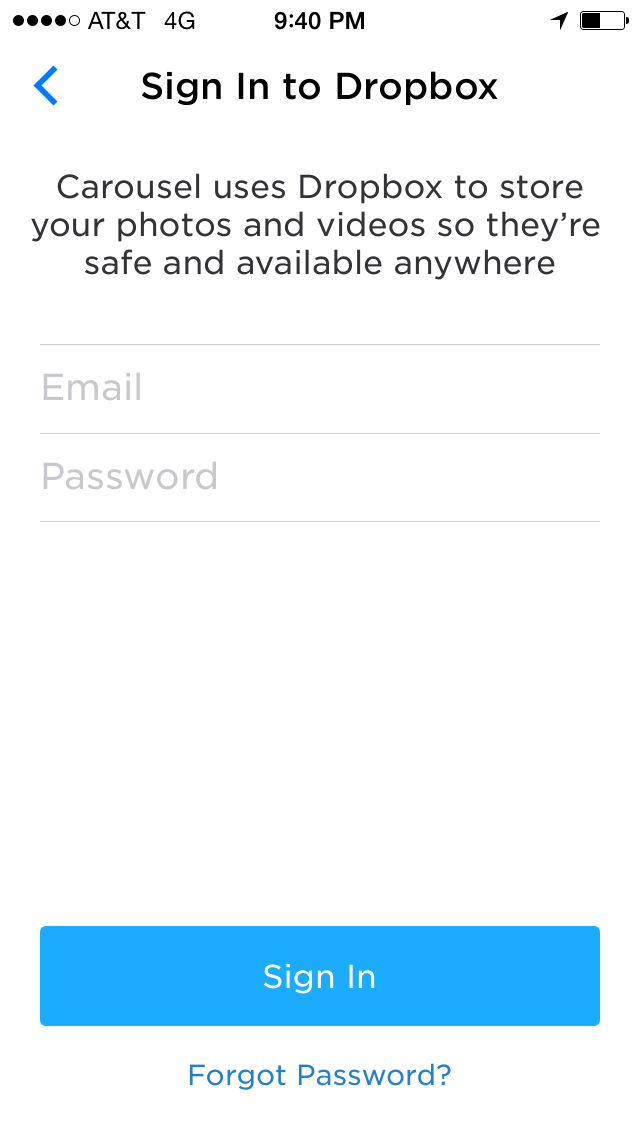 AT&T 4G 9:40 PM
Sign In to Dropbox
Carousel uses Dropbox to store
your photos and videos so they’re
safe and available anywhere
Email
Password
Sign In
Forgot Password?